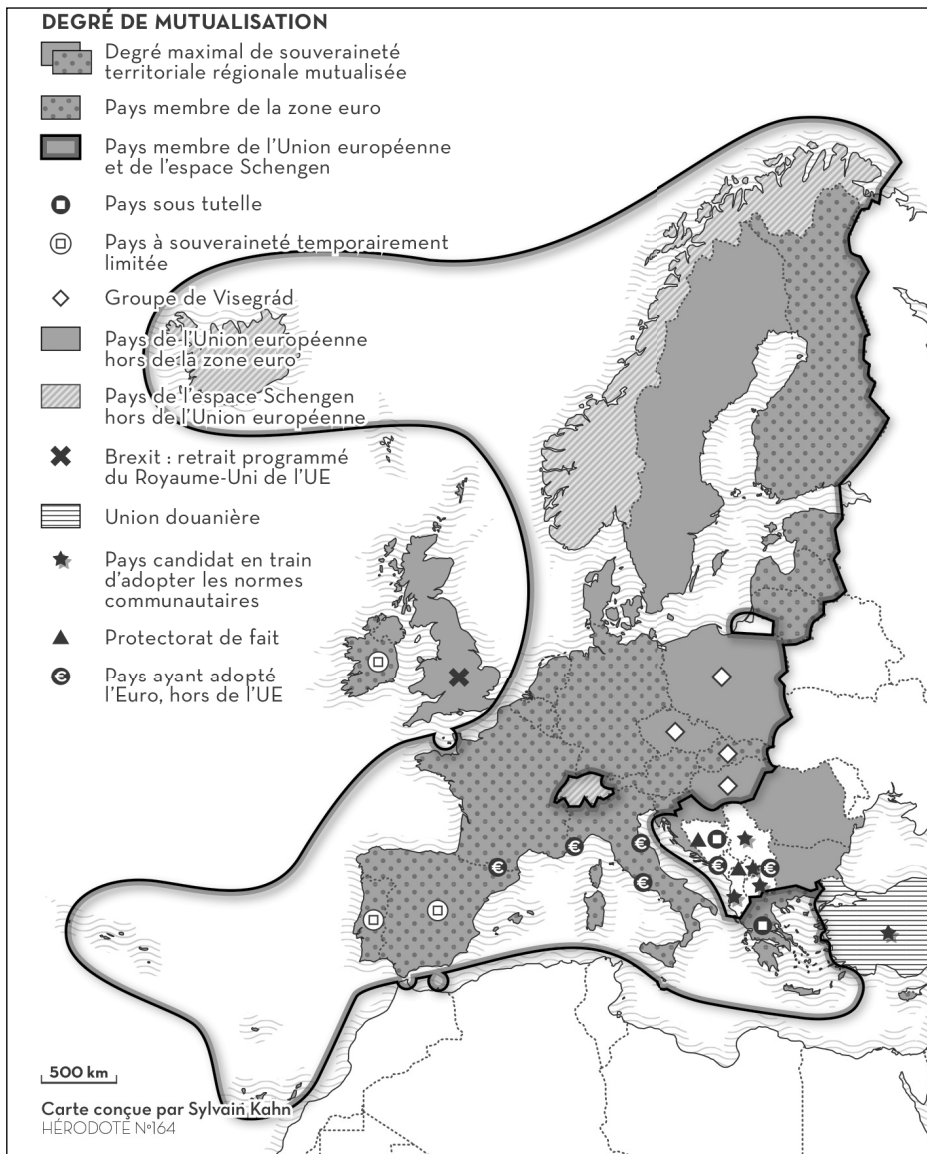 DEGRÉ DE MUTUALISATION
Degré maximal de souveraineté
territoriale régionale mutualisée
Pays membre de la zone euro
Pays membre de l'Union européenne
et de l'espace Schengen
Pays sous tutelle
Pays à souveraineté temporairement
limitée
Groupe de Visegrád
Pays de l'Union européenne
hors de la zone euro
Pays de l'espace Schengen
hors de l'Union européenne
Brexit : retrait programmé
du Royaume-Uni de l'UE
Union douanière
Pays candidat en train
d'adopter les normes
communautaires
Protectorat de fait
€ Pays ayant adopté
l'Euro, hors de l'UE
€
€
€
€
€
€
500 km
Carte conçue par Sylvain Kahn
HÉRODOTE N°164